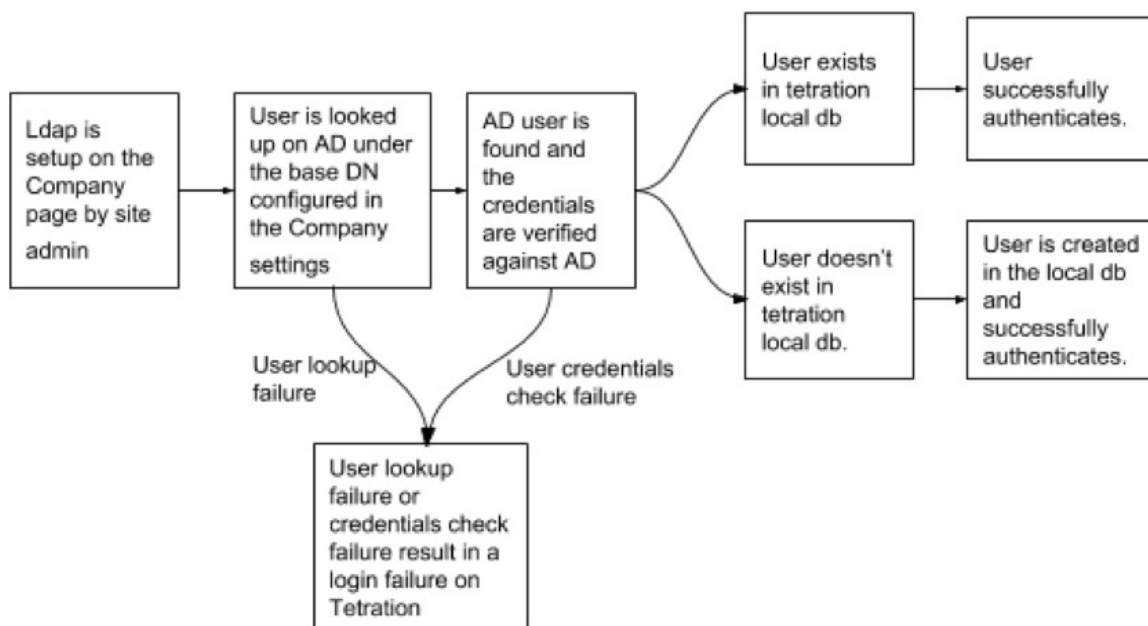 Ldap is
setup on the
Company
page by site
admin
User is looked
up on AD under
the base DN
configured in
the Company
settings
AD user is
found and
the
credentials
are verified
against AD
User exists
in tetration
local db
User
successfully
authenticates.
User doesn't
exist in
tetration
local db.
User is created
in the local db
and
successfully
authenticates.
User lookup
failure
User credentials
check failure
User lookup
failure or
credentials check
failure result in a
login failure on
Tetration